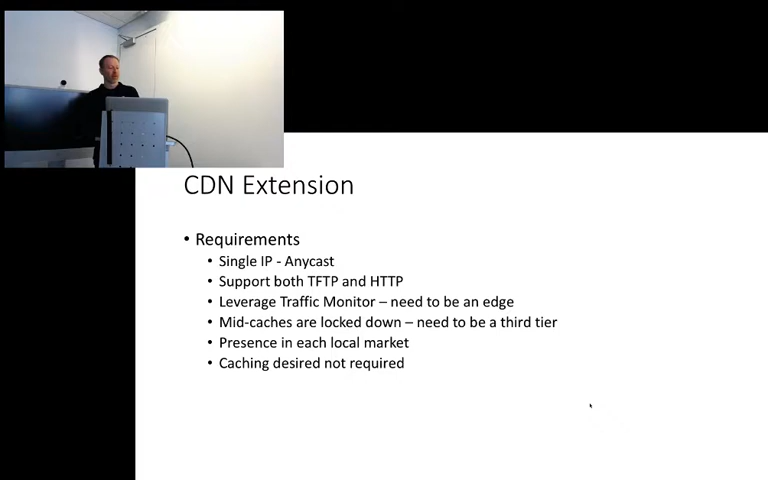 CDN Extension
• Requirements
• Single IP - Anycast
• Support both TFTP and HTTP
• Leverage Traffic Monitor – need to be an edge
• Mid-caches are locked down – need to be a third tier
• Presence in each local market
• Caching desired not required